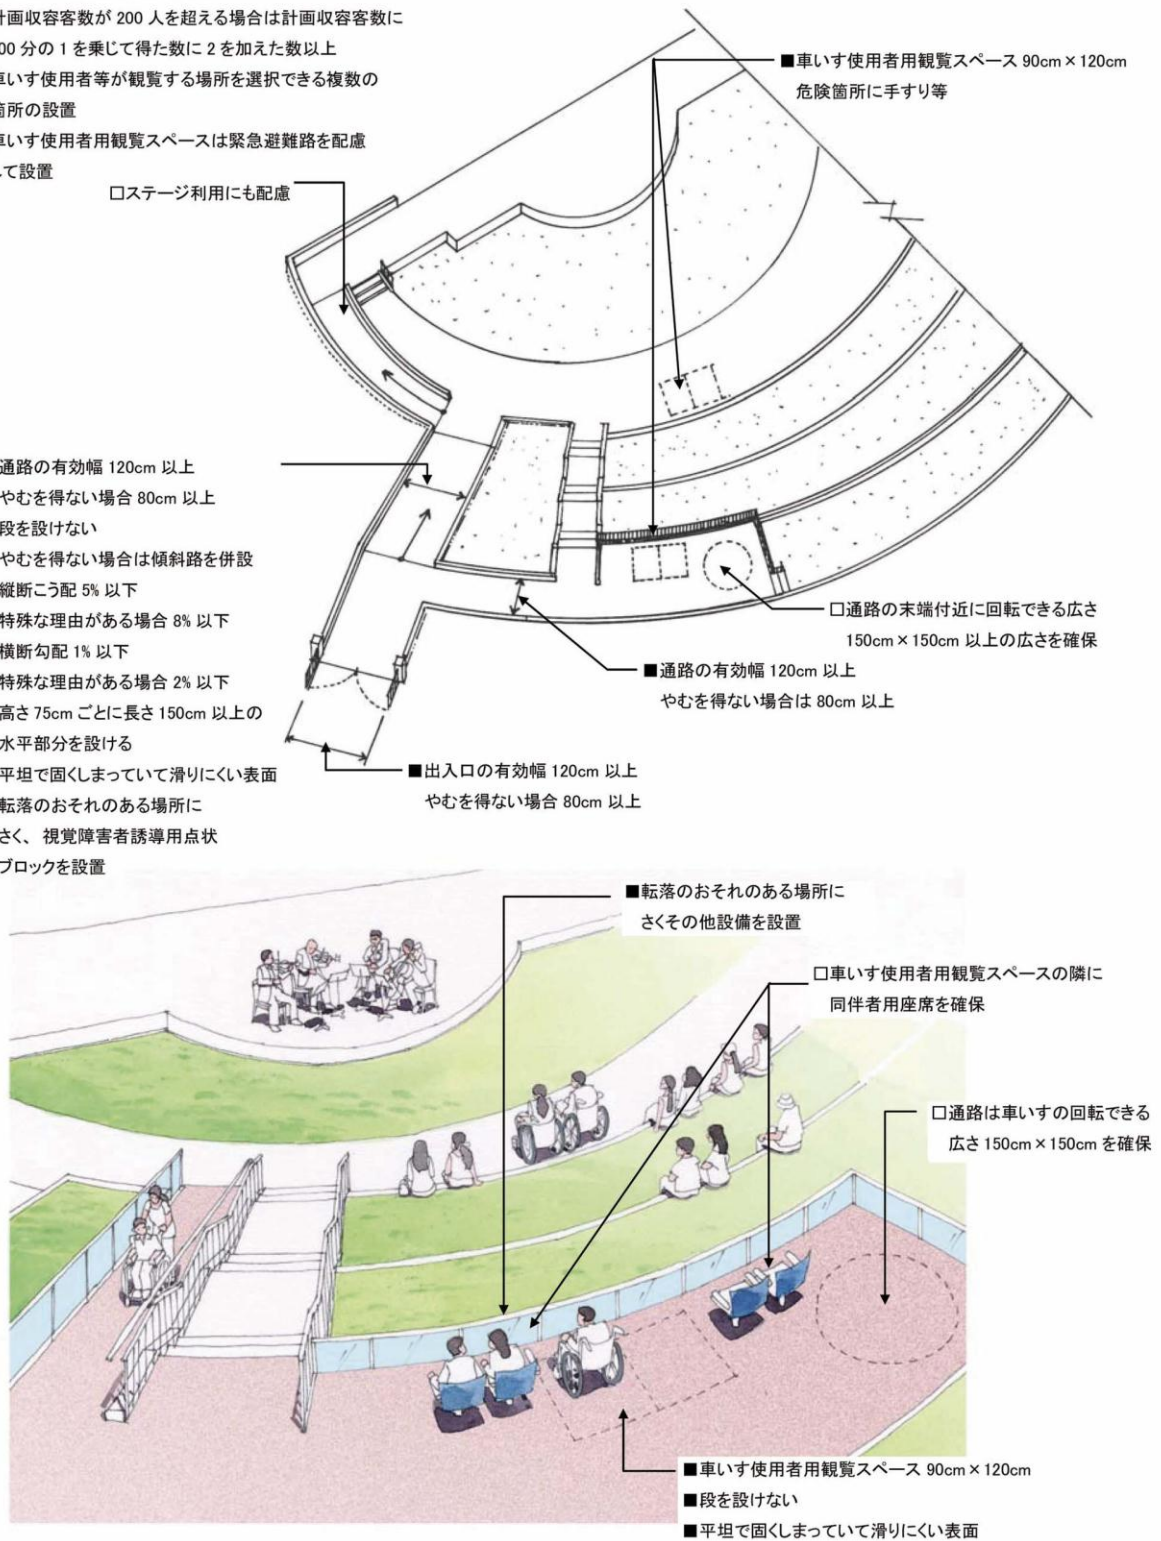 計画収容客数が 200 人を超える場合は計画収容客数に
00 分の 1 を乗じて得た数に 2 を加えた数以上
車いす使用者等が観覧する場所を選択できる複数の
箇所の設置
車いす使用者用観覧スペースは緊急避難路を配慮
して設置
□ステージ利用にも配慮
■車いす使用者用観覧スペース 90cm×120cm
危険箇所に手すり等
通路の有効幅 120cm 以上
やむを得ない場合 80cm 以上
段を設けない
やむを得ない場合は傾斜路を併設
縦断こう配 5% 以下
特殊な理由がある場合 8% 以下
横断勾配 1% 以下
特殊な理由がある場合 2% 以下
高さ 75cm ごとに長さ 150cm 以上の
水平部分を設ける
平坦で固くしまっていて滑りにくい表面
転落のおそれのある場所に
さく、視覚障害者誘導用点状
ブロックを設置
□通路の末端付近に回転できる広さ
150cm×150cm 以上の広さを確保
■通路の有効幅 120cm 以上
やむを得ない場合は 80cm 以上
■出入口の有効幅 120cm 以上
やむを得ない場合 80cm 以上
■転落のおそれのある場所に
さくその他設備を設置
□車いす使用者用観覧スペースの隣に
同伴者用座席を確保
□通路は車いすの回転できる
広さ 150cm×150cm を確保
■車いす使用者用観覧スペース 90cm×120cm
■段を設けない
■平坦で固くしまっていて滑りにくい表面